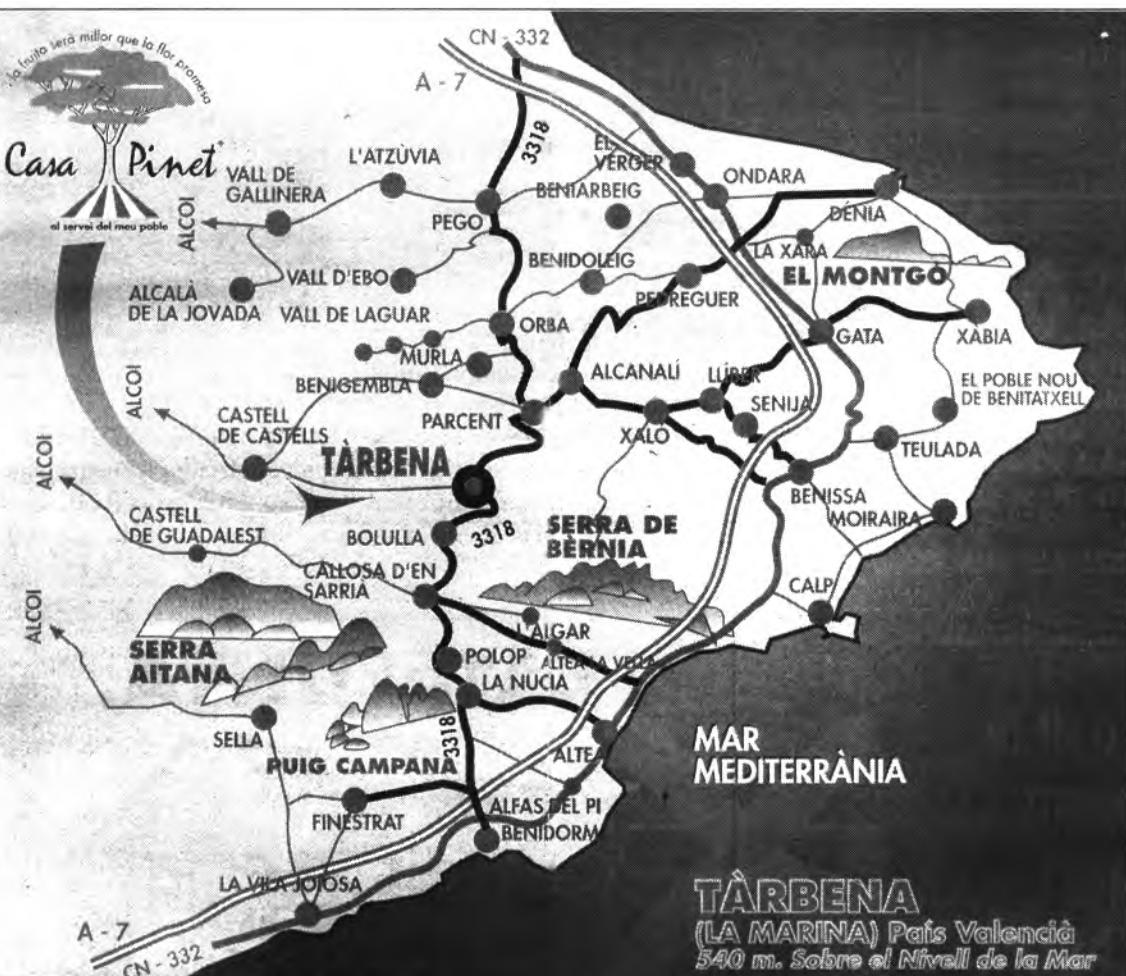 la fruita serà millor que la flor promesa
Casa Pinet
al servei del meu poble
CN - 332
A - 7
3318
L'ATZÙVIA
VALL DE
GALLINERA
ALCOI
PEGO
EL
VERGER
BENIARBEIG
ONDARA
DÉNIA
LA XARA
EL MONTGÒ
VALL D'EBO
BENIDOLEIG
PEDREGUER
ALCALÀ
DE LA JOVADA
VALL DE LAGUAR
ORBA
GATA
XABIA
MURLA
BENIGEMBLA
ALCANALÍ
LLÍBER
SENIJA
EL POBLE NOU
DE BENITATXELL
ALCOI
PARCENT
XALÓ
TEULADA
CASTELL
DE CASTELLS
TÀRBENA
BENISSA
MOIRAIRA
ALCOI
CASTELL
DE GUADALEST
BOLULLA
3318
SERRA DE
BÈRNIA
CALLOSA D'EN
SARRIÀ
CALP
ALCOI
L'ALGAR
SERRA
AITANA
POLOP
ALTEA LA VELLA
LA NUCIA
SELLA
3318
PUIG CAMPANA
ALTEA
MAR
MEDITERRÀNIA
FINESTRAT
ALFAS DEL PI
BENIDORM
LA VILA JOIOSA
A - 7
CN - 332
TÀRBENA
(LA MARINA) País Valencià
540 m. Sobre el Nivell de la Mar